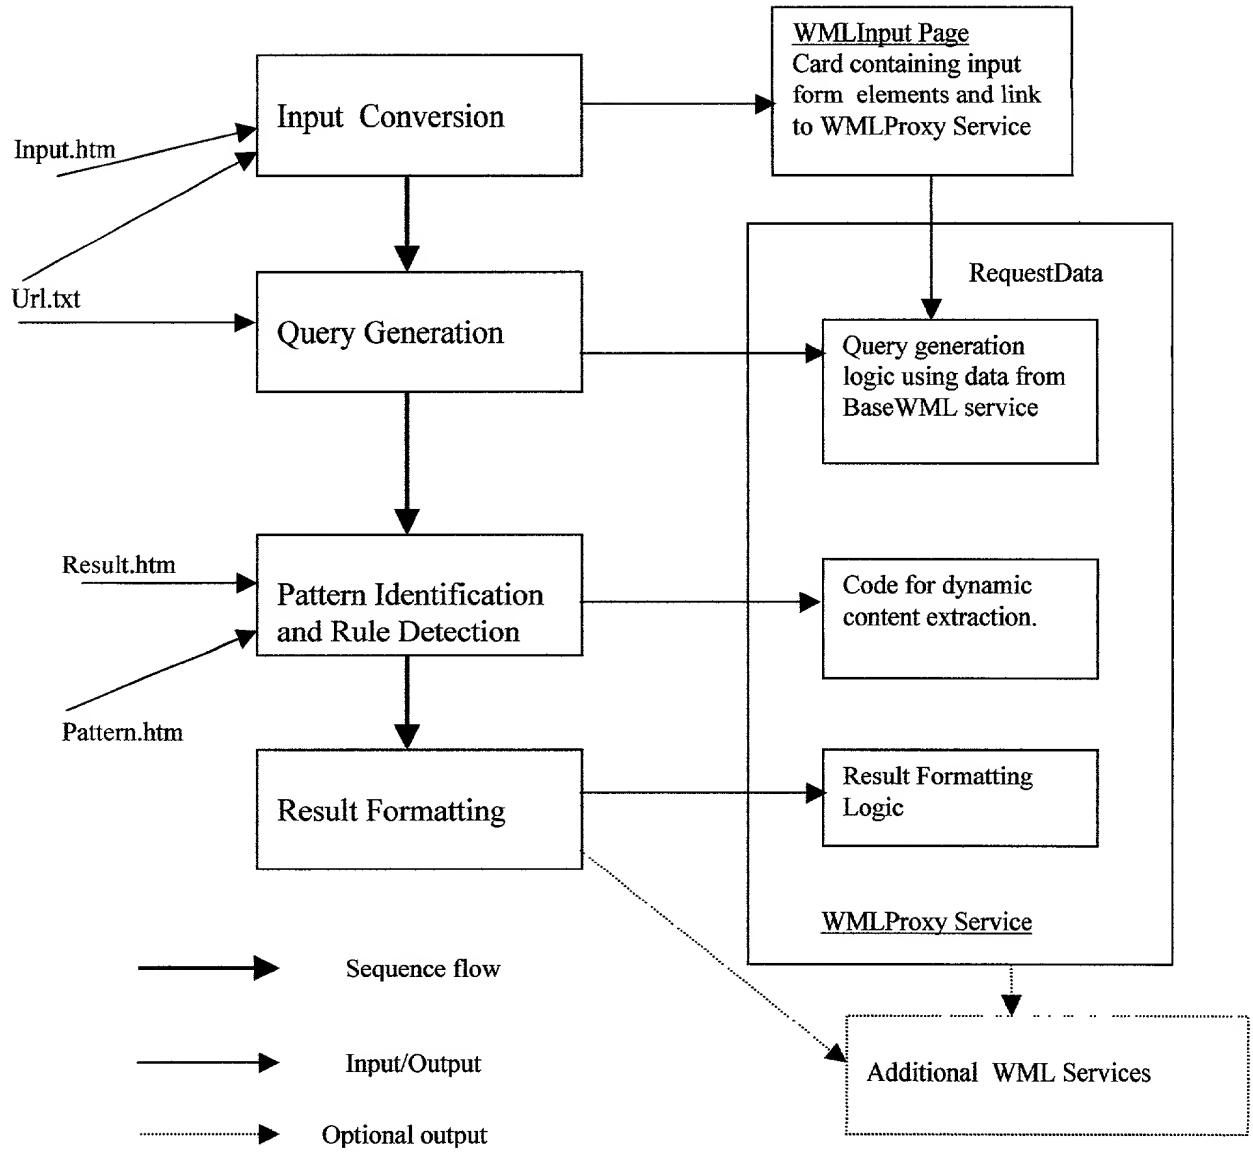 WMLInput Page
Card containing input
form elements and link
to WMLProxy Service
Input Conversion
Input.htm
RequestData
Url.txt
Query Generation
Query generation
logic using data from
BaseWML service
Result.htm
Pattern Identification
and Rule Detection
Code for dynamic
content extraction.
Pattern.htm
Result Formatting
Result Formatting
Logic
WMLProxy Service
Sequence flow
Input/Output
Additional WML Services
Optional output